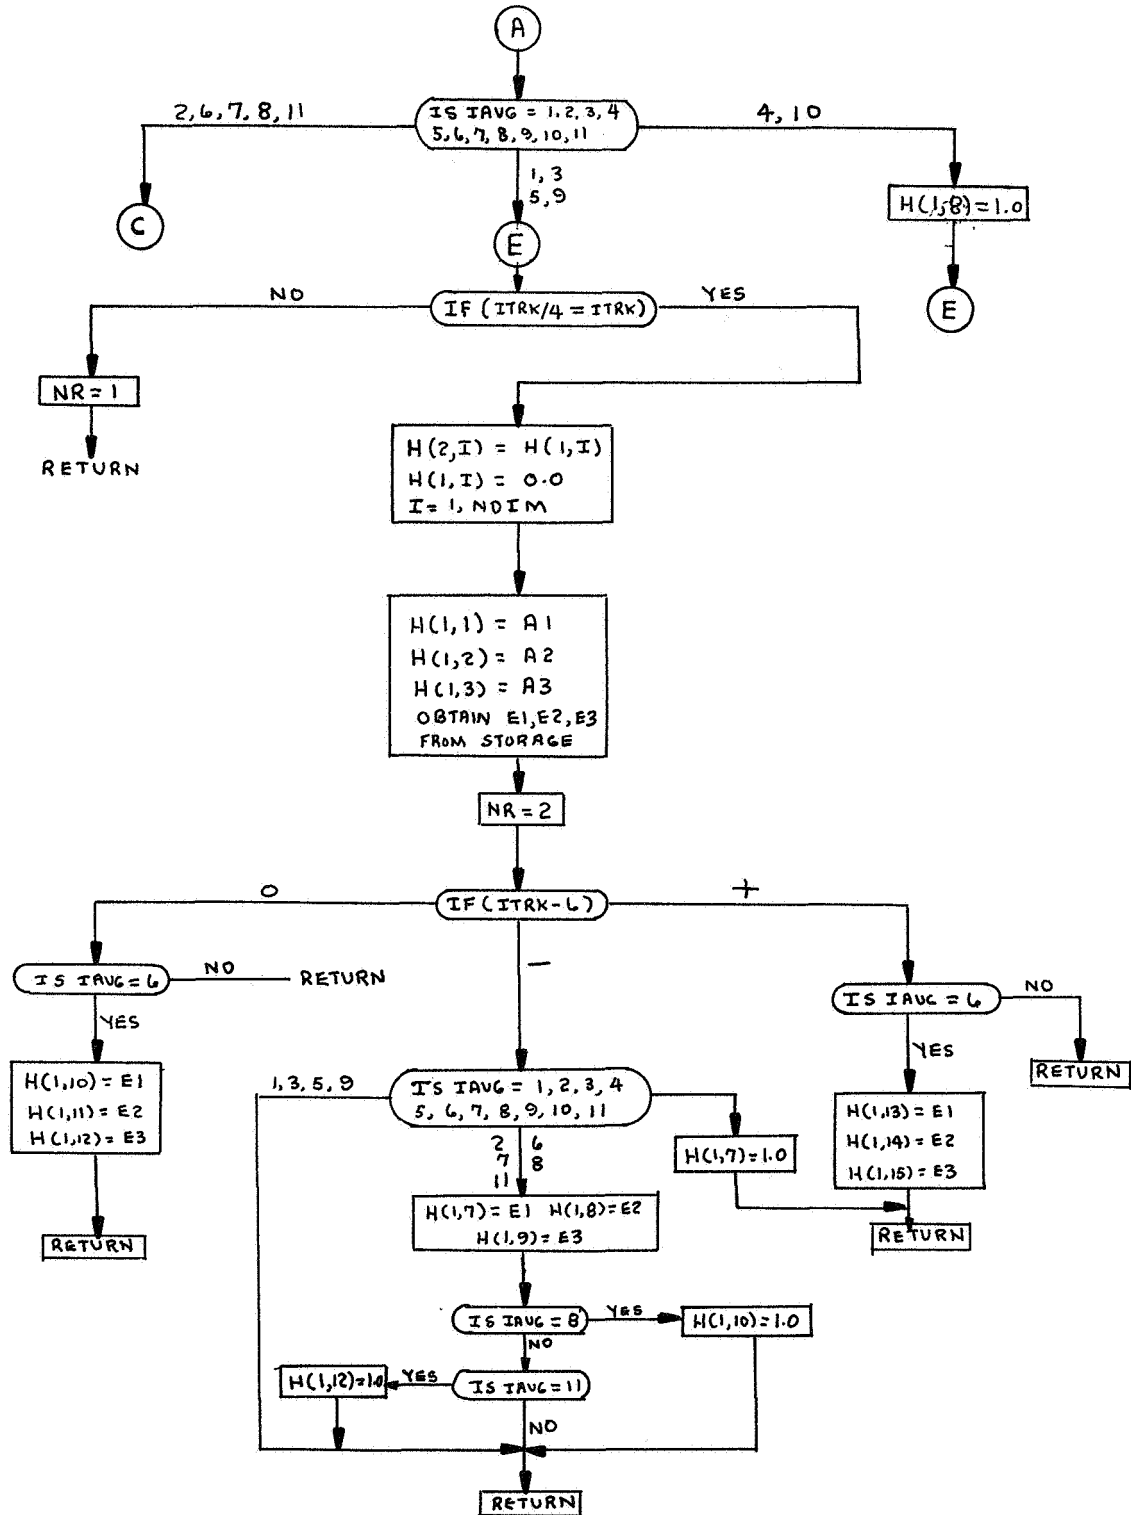 A
2, 6, 7, 8, 11
IS IAVG = 1, 2, 3, 4
5, 6, 7, 8, 9, 10, 11
4, 10
1, 3
5, 9
C
H(1,8) = 1.0
E
E
NO
IF (ITRK/4 = ITRK)
YES
NR = 1
RETURN
H(2,I) = H(1,I)
H(1,I) = 0.0
I = 1, NDIM
H(1,1) = A1
H(1,2) = A2
H(1,3) = A3
OBTAIN E1, E2, E3
FROM STORAGE
NR = 2
0
IF (ITRK-6)
+
-
IS IAVG = 6
NO
RETURN
YES
IS IAVG = 6
NO
YES
RETURN
H(1,10) = E1
H(1,11) = E2
H(1,12) = E3
RETURN
1, 3, 5, 9
IS IAVG = 1, 2, 3, 4
5, 6, 7, 8, 9, 10, 11
2 6
7 8
11
H(1,7) = 1.0
H(1,13) = E1
H(1,14) = E2
H(1,15) = E3
RETURN
H(1,7) = E1 H(1,8) = E2
H(1,9) = E3
IS IAVG = 8
YES
H(1,10) = 1.0
NO
H(1,12) = 1.0
YES
IS IAVG = 11
NO
RETURN